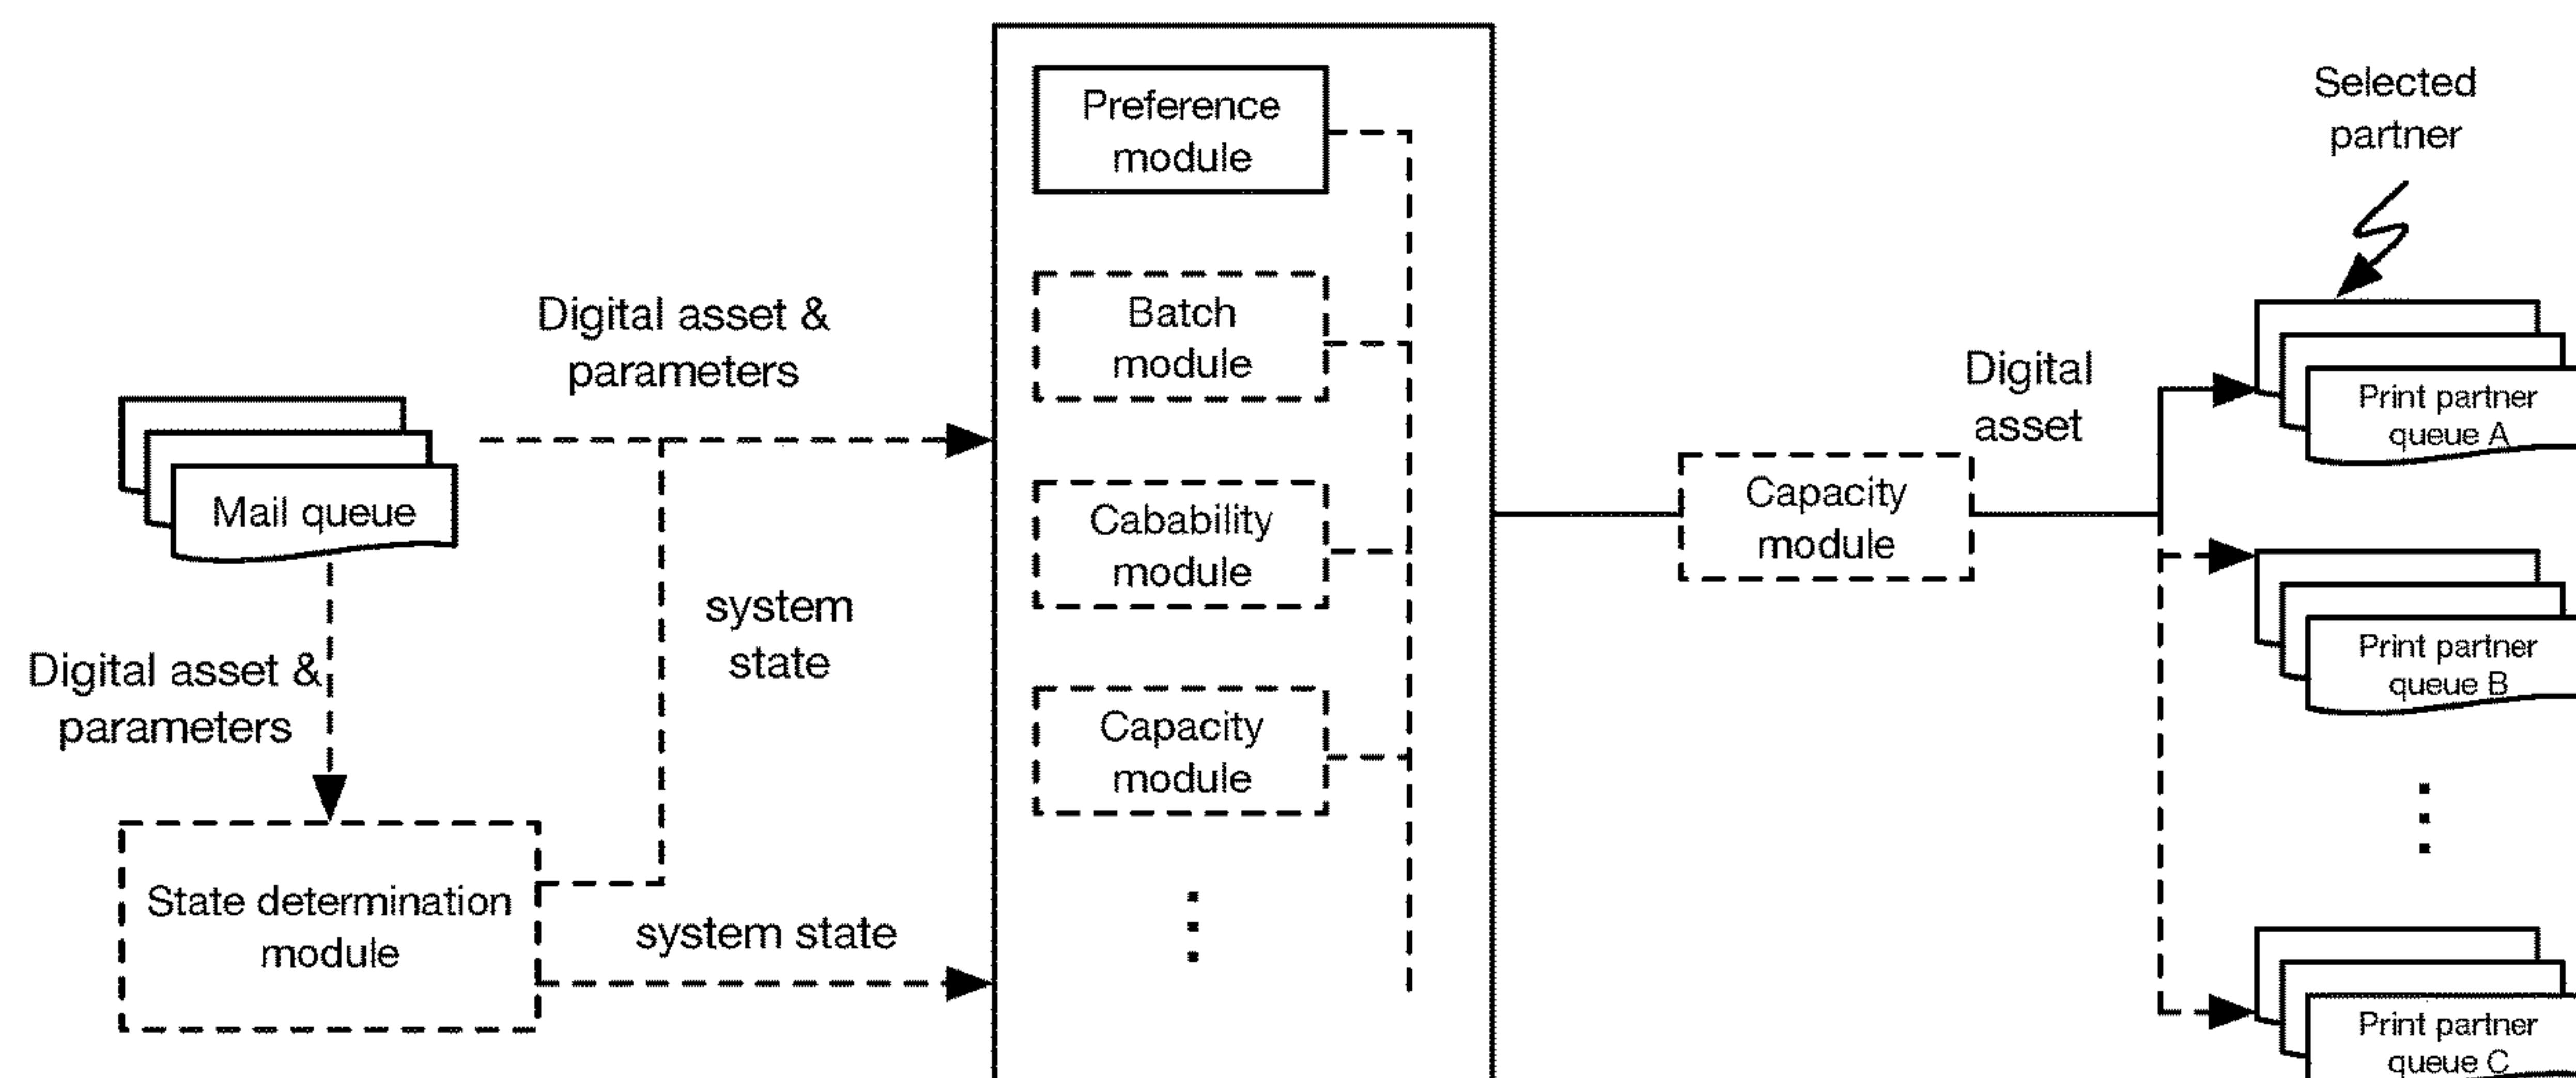 Preference
module
Selected
partner
Batch
module
Digital asset &
parameters
Digital
asset
Print partner
queue A
Mail queue
Cabability
module
Capacity
module
system
state
Digital asset &
parameters
Print partner
queue B
Capacity
module
State determination
module
system state
Print partner
queue C